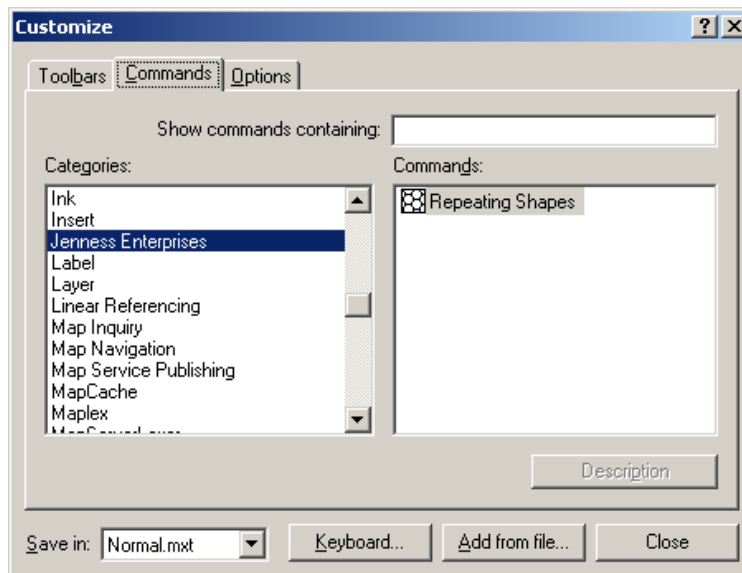 Customize
Toolbars Commands Options
Show commands containing:
Categories: Commands:
Ink
Insert
Jenness Enterprises
Label
Layer
Linear Referencing
Map Inquiry
Map Navigation
Map Service Publishing
MapCache
Maplex
MapServerLayer
Repeating Shapes
Description
Save in: Normal.mxt Keyboard... Add from file... Close